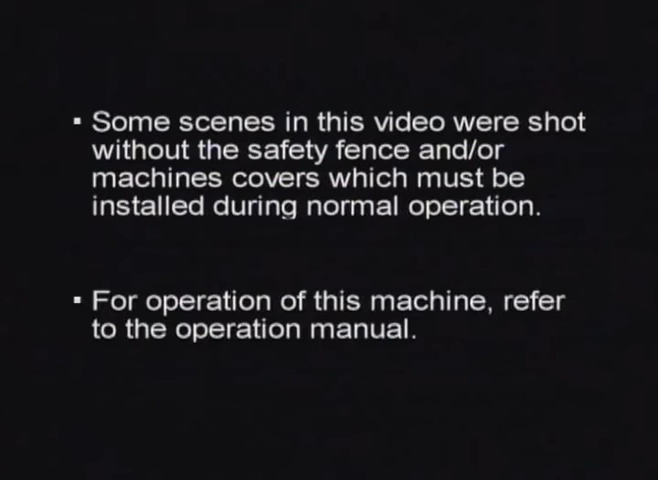 ▪ Some scenes in this video were shot
without the safety fence and/or
machines covers which must be
installed during normal operation.
▪ For operation of this machine, refer
to the operation manual.